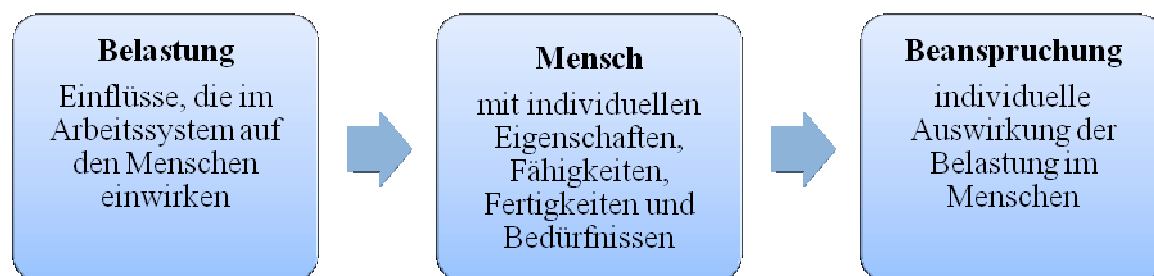 Belastung
Einflüsse, die im
Arbeitssystem auf
den Menschen
einwirken
Mensch
mit individuellen
Eigenschaften,
Fähigkeiten,
Fertigkeiten und
Bedürfnissen
Beanspruchung
individuelle
Auswirkung der
Belastung im
Menschen